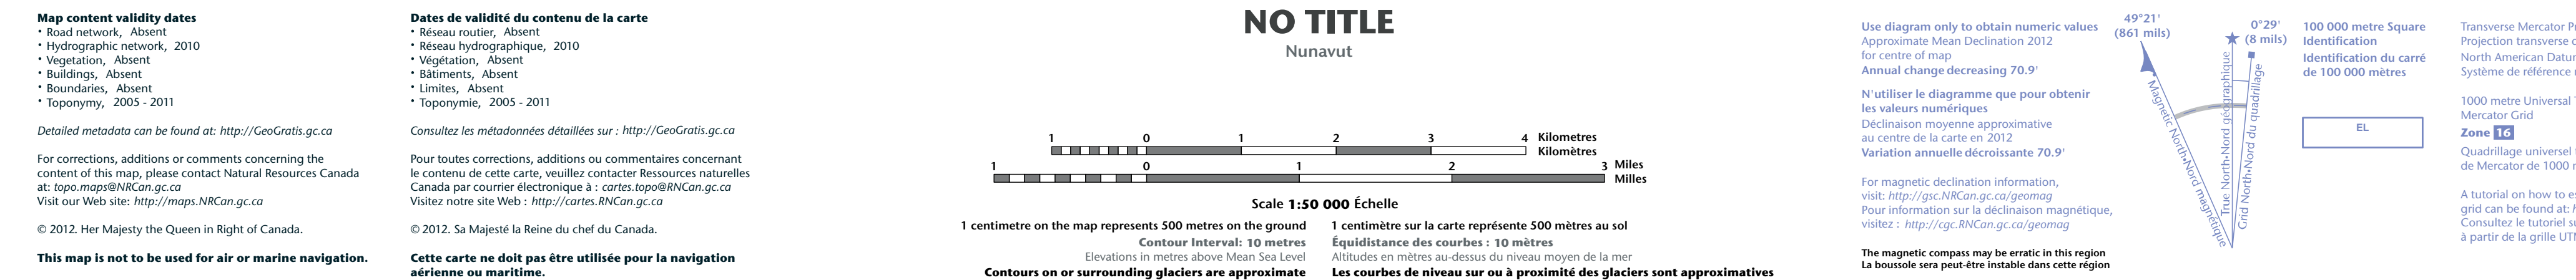 Map content validity dates
• Road network, Absent
• Hydrographic network, 2010
• Vegetation, Absent
• Buildings, Absent
• Boundaries, Absent
• Toponymy, 2005 - 2011
Detailed metadata can be found at: http://GeoGratis.gc.ca
For corrections, additions or comments concerning the
content of this map, please contact Natural Resources Canada
at: topo.maps@NRCan.gc.ca
Visit our Web site: http://maps.NRCan.gc.ca
© 2012. Her Majesty the Queen in Right of Canada.
This map is not to be used for air or marine navigation.
Dates de validité du contenu de la carte
• Réseau routier, Absent
• Réseau hydrographique, 2010
• Végétation, Absent
• Bâtiments, Absent
• Limites, Absent
• Toponymie, 2005 - 2011
Consultez les métadonnées détaillées sur : http://GeoGratis.gc.ca
Pour toutes corrections, additions ou commentaires concernant
le contenu de cette carte, veuillez contacter Ressources naturelles
Canada par courrier électronique à : cartes.topo@RNCan.gc.ca
Visitez notre site Web : http://cartes.RNCan.gc.ca
© 2012. Sa Majesté la Reine du chef du Canada.
Cette carte ne doit pas être utilisée pour la navigation
aérienne ou maritime.
NO TITLE
Nunavut
1 0 1 2 3 4 Kilometres
Kilomètres
1 0 1 2 3 Miles
Milles
Scale 1:50 000 Échelle
1 centimetre on the map represents 500 metres on the ground
Contour Interval: 10 metres
Elevations in metres above Mean Sea Level
Contours on or surrounding glaciers are approximate
1 centimètre sur la carte représente 500 mètres au sol
Équidistance des courbes : 10 mètres
Altitudes en mètres au-dessus du niveau moyen de la mer
Les courbes de niveau sur ou à proximité des glaciers sont approximatives
Use diagram only to obtain numeric values
Approximate Mean Declination 2012
for centre of map
Annual change decreasing 70.9'
N'utiliser le diagramme que pour obtenir
les valeurs numériques
Déclinaison moyenne approximative
au centre de la carte en 2012
Variation annuelle décroissante 70.9'
For magnetic declination information,
visit: http://gsc.NRCan.gc.ca/geomag
Pour information sur la déclinaison magnétique,
visitez : http://cgc.RNCan.gc.ca/geomag
The magnetic compass may be erratic in this region
La boussole sera peut-être instable dans cette région
49°21'
(861 mils)
0°29'
(8 mils)
Magnetic North•Nord magnétique
True North•Nord géographique
Grid North•Nord du quadrillage
100 000 metre Square
Identification
Identification du carré
de 100 000 mètres
EL
Transverse Mercator
Projection transverse
North American
Système de référence
1000 metre Universal
Mercator Grid
Zone 16
Quadrillage universel
de Mercator de 1000
A tutorial on how to
grid can be found at:
Consultez le tutoriel
à partir de la grille